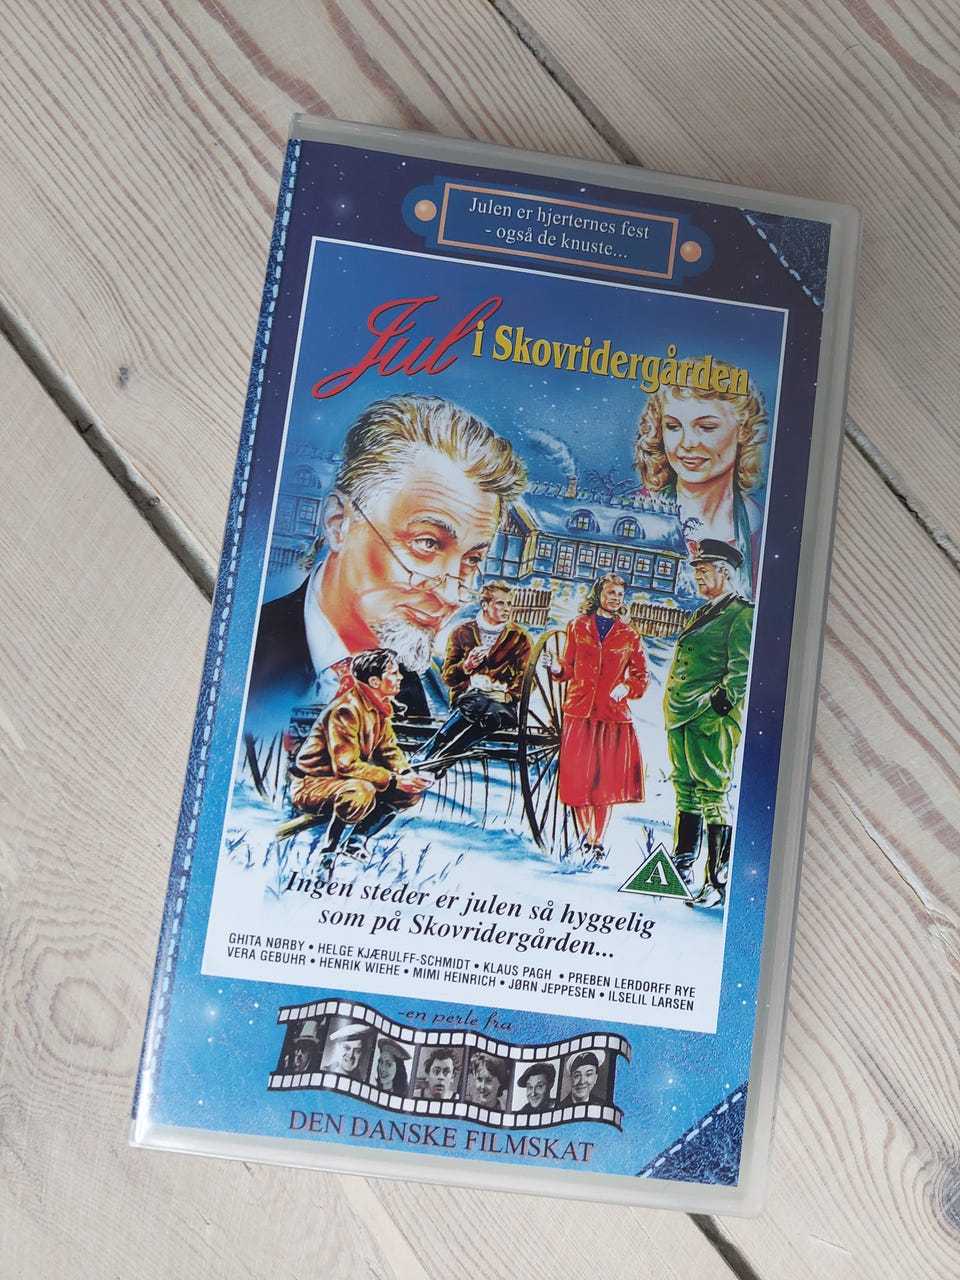 Julen er hjerternes fest
- også de knuste...
Jul i Skovridergården
A
Ingen steder er julen så hyggelig
som på Skovridergården...
GHITA NØRBY • HELGE KJÆRULFF-SCHMIDT • KLAUS PAGH • PREBEN LERDORFF RYE
VERA GEBUHR • HENRIK WIEHE • MIMI HEINRICH • JØRN JEPPESEN • ILSELIL LARSEN
-en perle fra
DEN DANSKE FILMSKAT